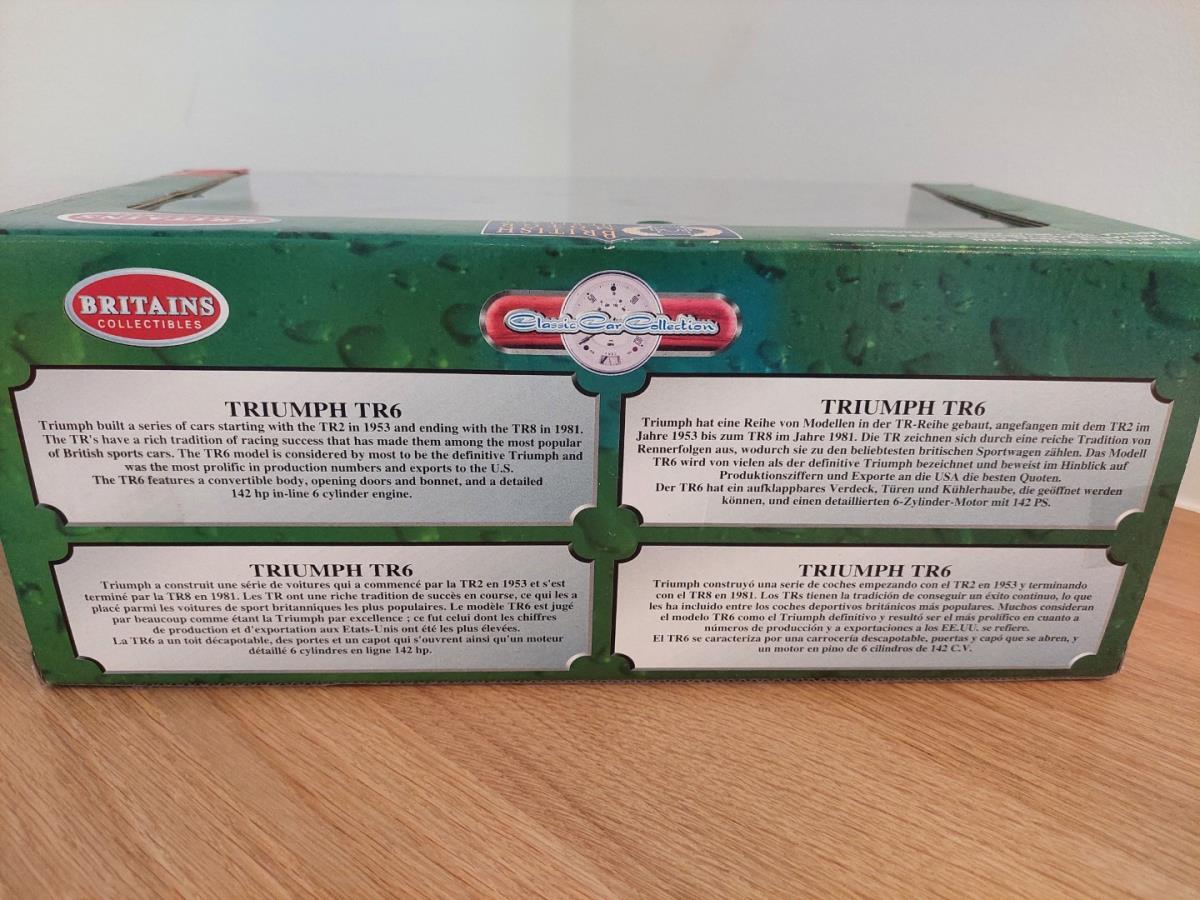 BRITISH
BRITAINS
COLLECTIBLES
Classic Car Collection
TRIUMPH TR6
Triumph built a series of cars starting with the TR2 in 1953 and ending with the TR8 in 1981.
The TR's have a rich tradition of racing success that has made them among the most popular
of British sports cars. The TR6 model is considered by most to be the definitive Triumph and
was the most prolific in production numbers and exports to the U.S.
The TR6 features a convertible body, opening doors and bonnet, and a detailed
142 hp in-line 6 cylinder engine.
TRIUMPH TR6
Triumph hat eine Reihe von Modellen in der TR-Reihe gebaut, angefangen mit dem TR2 im
Jahre 1953 bis zum TR8 im Jahre 1981. Die TR zeichnen sich durch eine reiche Tradition von
Rennerfolgen aus, wodurch sie zu den beliebtesten britischen Sportwagen zählen. Das Modell
TR6 wird von vielen als der definitive Triumph bezeichnet und beweist im Hinblick auf
Produktionsziffern und Exporte an die USA die besten Quoten.
Der TR6 hat ein aufklappbares Verdeck, Türen und Kühlerhaube, die geöffnet werden
können, und einen detaillierten 6-Zylinder-Motor mit 142 PS.
TRIUMPH TR6
Triumph a construit une série de voitures qui a commencé par la TR2 en 1953 et s'est
terminé par la TR8 en 1981. Les TR ont une riche tradition de succès en course, ce qui les a
placé parmi les voitures de sport britanniques les plus populaires. Le modèle TR6 est jugé
par beaucoup comme étant la Triumph par excellence ; ce fut celui dont les chiffres
de production et d'exportation aux Etats-Unis ont été les plus élevées.
La TR6 a un toit décapotable, des portes et un capot qui s'ouvrent ainsi qu'un moteur
détaillé 6 cylindres en ligne 142 hp.
TRIUMPH TR6
Triumph construyó una serie de coches empezando con el TR2 en 1953 y terminando
con el TR8 en 1981. Los TRs tienen la tradición de conseguir un éxito continuo, lo que
les ha incluido entre los coches deportivos británicos más populares. Muchos consideran
el modelo TR6 como el Triumph definitivo y resultó ser el más prolífico en cuanto a
números de producción y a exportaciones a los EE.UU. se refiere.
El TR6 se caracteriza por una carrocería descapotable, puertas y capó que se abren, y
un motor en pino de 6 cilindros de 142 C.V.